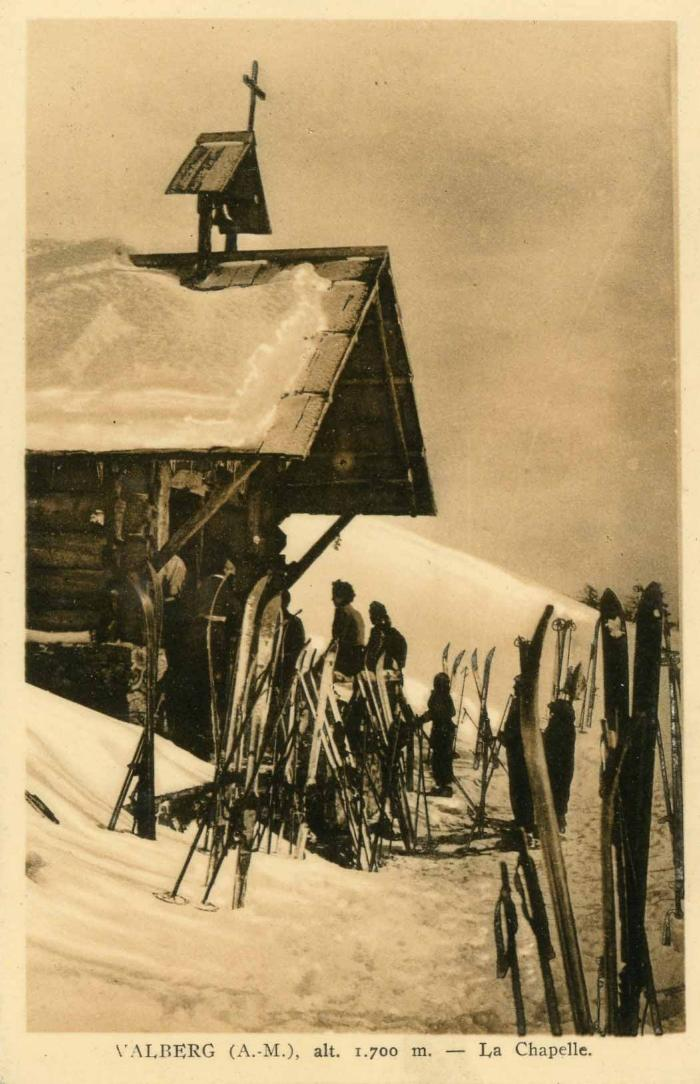 VALBERG (A.-M.), alt. 1.700 m. — La Chapelle.